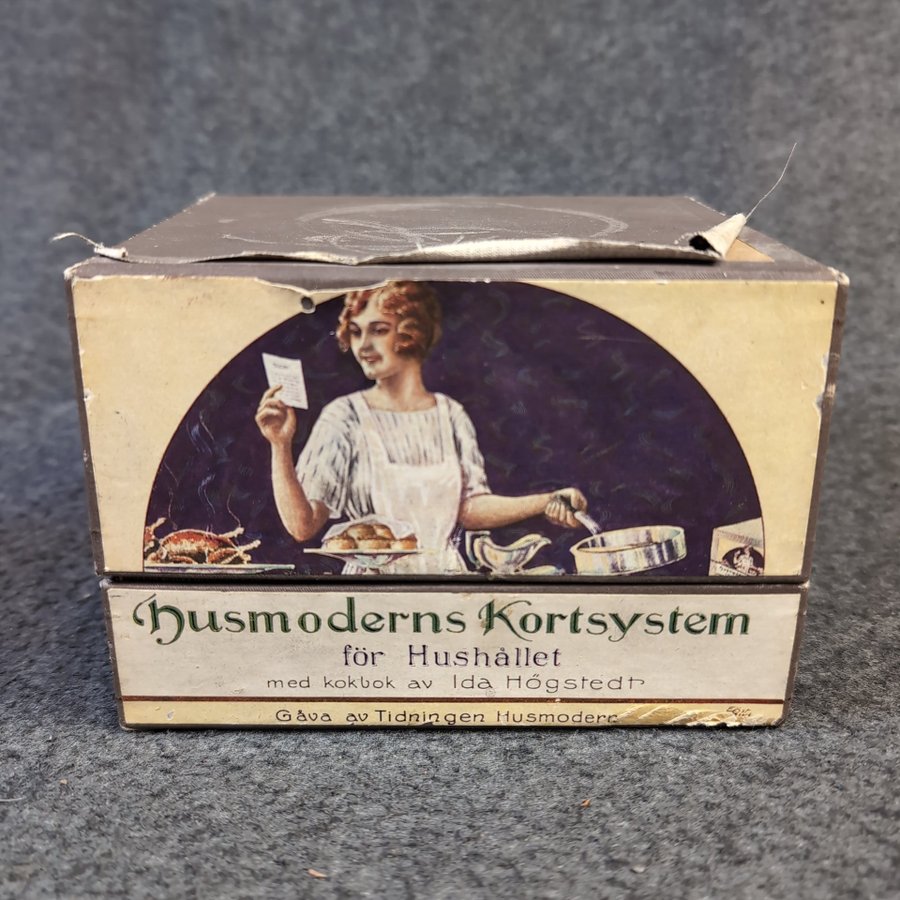 Husmoderns Kortsystem
för Hushållet
med kokbok av Ida Högstedt
Gåva av Tidningen Husmodern